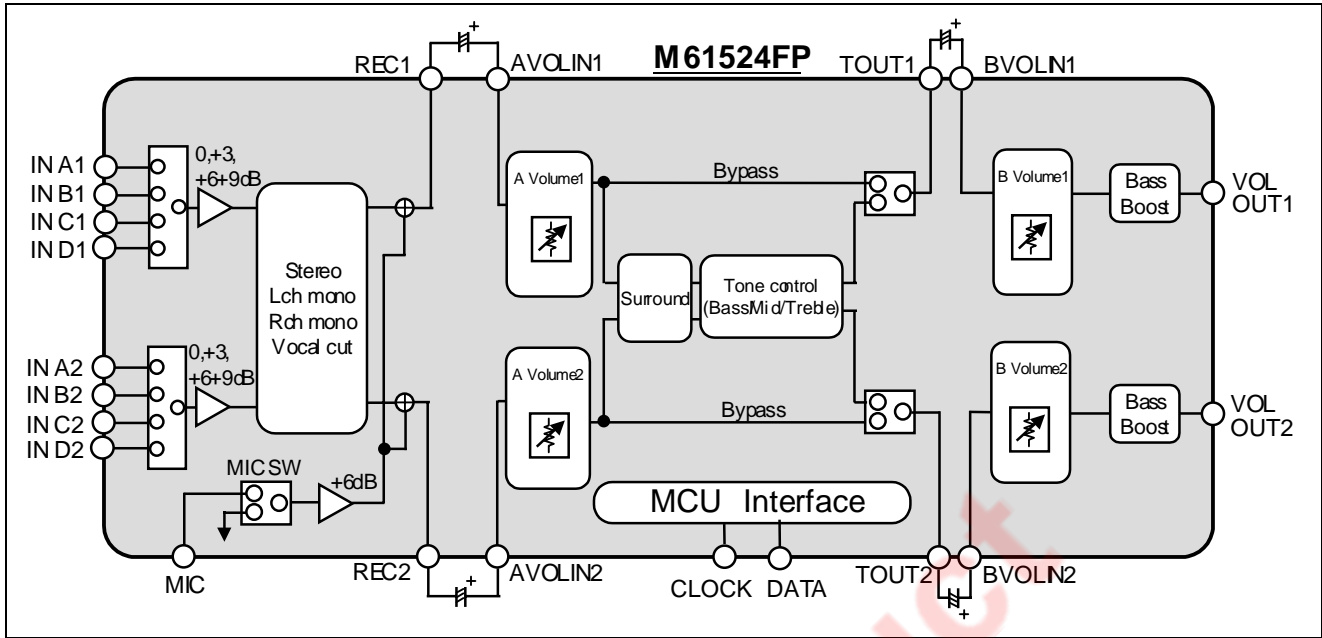 M61524FP
REC1
AVOLIN1
TOUT1
BVOLIN1
+
+
IN A1
IN B1
IN C1
IN D1
0,+3,
+6+9dB
Stereo
Lch mono
Rch mono
Vocal cut
A Volume1
Bypass
B Volume1
Bass
Boost
VOL
OUT1
Surround
Tone control
(Bass/Mid/Treble)
IN A2
IN B2
IN C2
IN D2
0,+3,
+6+9dB
A Volume2
Bypass
B Volume2
Bass
Boost
VOL
OUT2
MIC SW
+6dB
MCU Interface
MIC
REC2
AVOLIN2
CLOCK
DATA
TOUT2
BVOLIN2
+
+